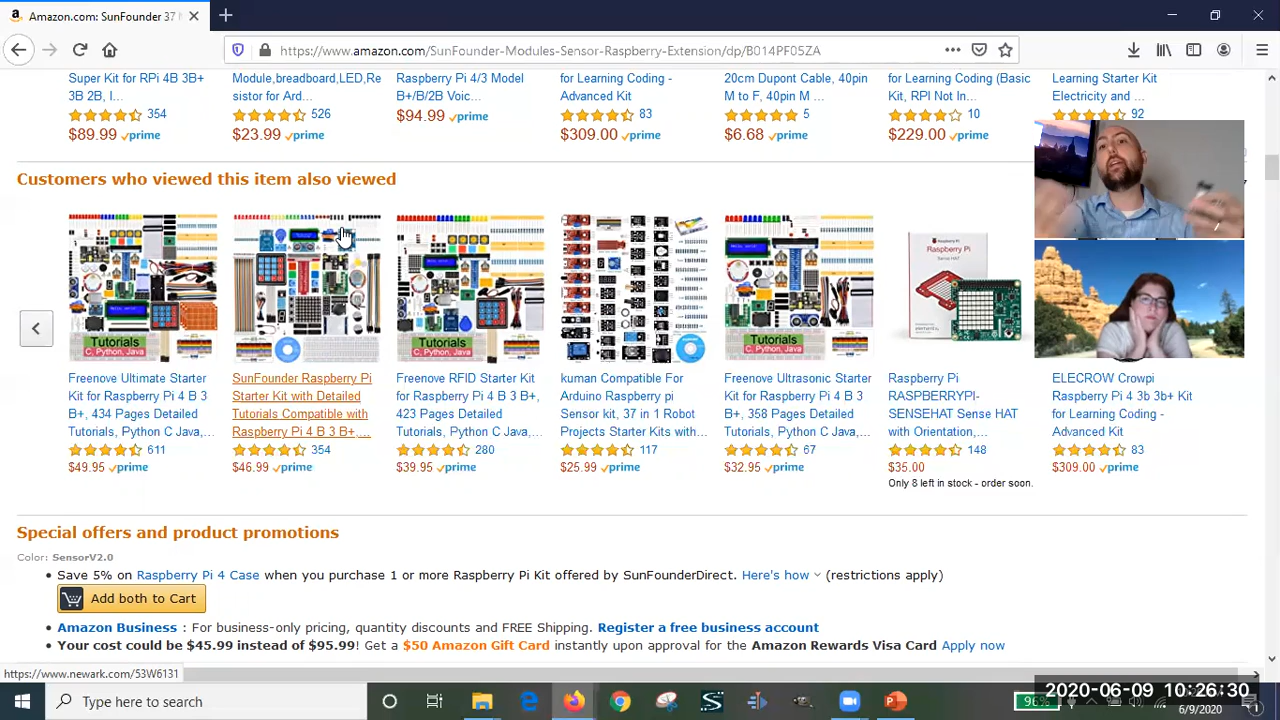 Amazon.com: SunFounder 37 M
https://www.amazon.com/SunFounder-Modules-Sensor-Raspberry-Extension/dp/B014PF05ZA
Super Kit for RPi 4B 3B+
3B 2B, I...
354
$89.99 prime
Module,breadboard,LED,Re
sistor for Ard...
526
$23.99 prime
Raspberry Pi 4/3 Model
B+/B/2B Voic...
$94.99 prime
for Learning Coding -
Advanced Kit
83
$309.00 prime
20cm Dupont Cable, 40pin
M to F, 40pin M ...
5
$6.68 prime
for Learning Coding (Basic
Kit, RPI Not In...
10
$229.00 prime
Learning Starter Kit
Electricity and ...
92
Customers who viewed this item also viewed
Tutorials
C, Python, Java
Freenove Ultimate Starter
Kit for Raspberry Pi 4 B 3
B+, 434 Pages Detailed
Tutorials, Python C Java,...
611
$49.95 prime
SunFounder Raspberry Pi
Starter Kit with Detailed
Tutorials Compatible with
Raspberry Pi 4 B 3 B+,...
354
$46.99 prime
Tutorials
C, Python, Java
Freenove RFID Starter Kit
for Raspberry Pi 4 B 3 B+,
423 Pages Detailed
Tutorials, Python C Java,...
280
$39.95 prime
kuman Compatible For
Arduino Raspberry pi
Sensor kit, 37 in 1 Robot
Projects Starter Kits with...
117
$25.99 prime
Tutorials
C, Python, Java
Freenove Ultrasonic Starter
Kit for Raspberry Pi 4 B 3
B+, 358 Pages Detailed
Tutorials, Python C Java,...
67
$32.95 prime
Raspberry Pi
Sense HAT
Raspberry Pi
RASPBERRYPI-
SENSEHAT Sense HAT
with Orientation,...
148
$35.00
Only 8 left in stock - order soon.
ELECROW Crowpi
Raspberry Pi 4 3b 3b+ Kit
for Learning Coding -
Advanced Kit
83
$309.00 prime
Special offers and product promotions
Color: SensorV2.0
Save 5% on Raspberry Pi 4 Case when you purchase 1 or more Raspberry Pi Kit offered by SunFounderDirect. Here's how (restrictions apply)
Add both to Cart
Amazon Business : For business-only pricing, quantity discounts and FREE Shipping. Register a free business account
Your cost could be $45.99 instead of $95.99! Get a $50 Amazon Gift Card instantly upon approval for the Amazon Rewards Visa Card Apply now
https://www.newark.com/53W6131
Type here to search
96%
2020-06-09 10:26:30
6/9/2020